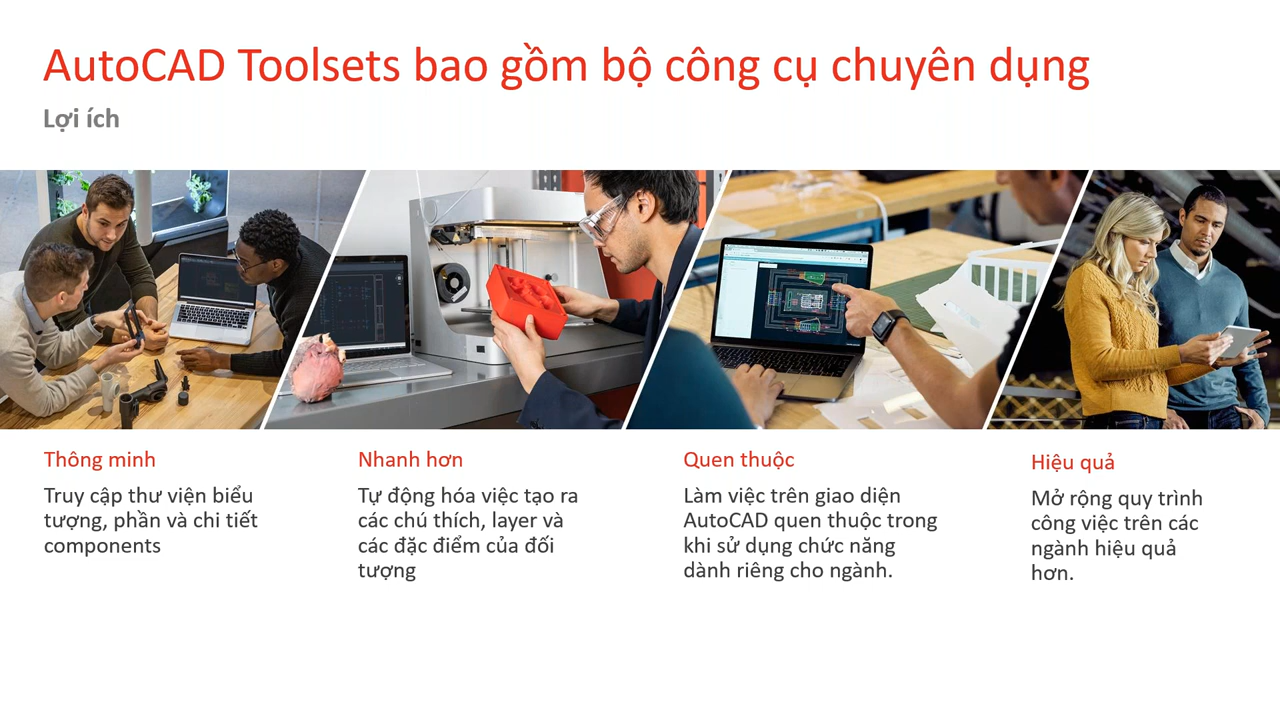 AutoCAD Toolsets bao gồm bộ công cụ chuyên dụng
Lợi ích
Thông minh
Truy cập thư viện biểu
tượng, phần và chi tiết
components
Nhanh hơn
Tự động hóa việc tạo ra
các chú thích, layer và
các đặc điểm của đối
tượng
Quen thuộc
Làm việc trên giao diện
AutoCAD quen thuộc trong
khi sử dụng chức năng
dành riêng cho ngành.
Hiệu quả
Mở rộng quy trình
công việc trên các
ngành hiệu quả
hơn.